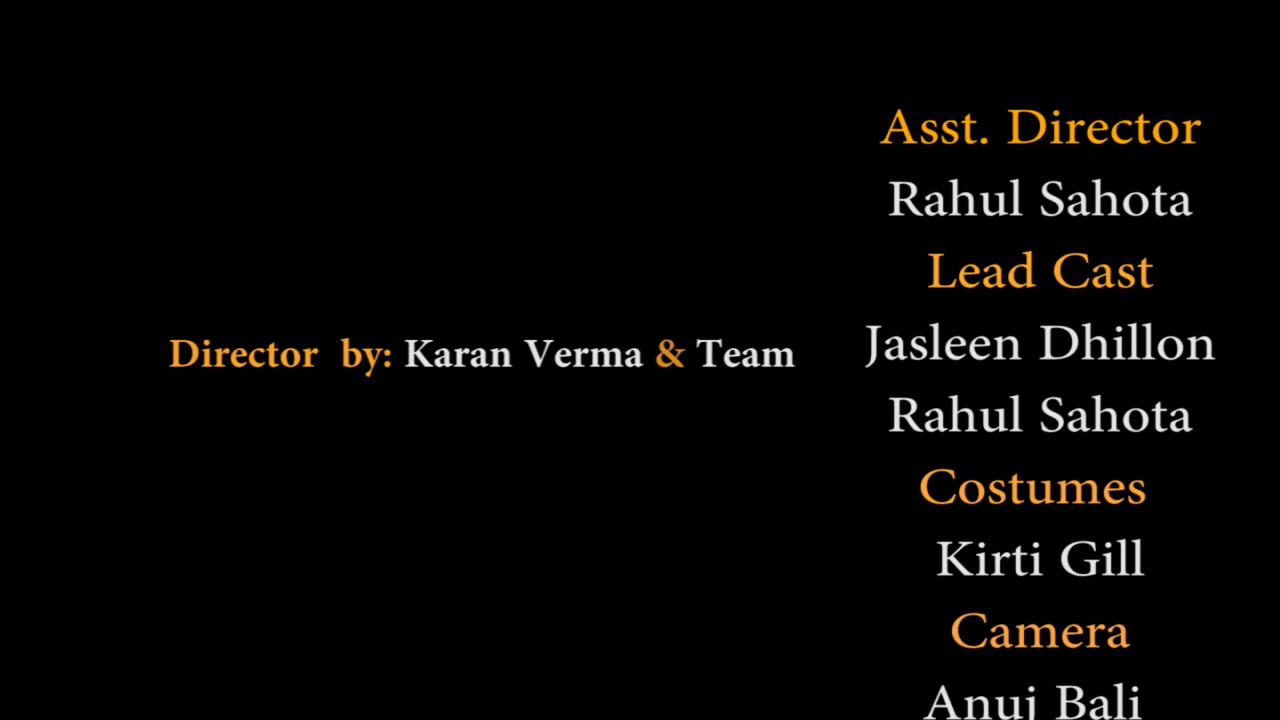 Director by: Karan Verma & Team
Asst. Director
Rahul Sahota
Lead Cast
Jasleen Dhillon
Rahul Sahota
Costumes
Kirti Gill
Camera
Anuj Bali